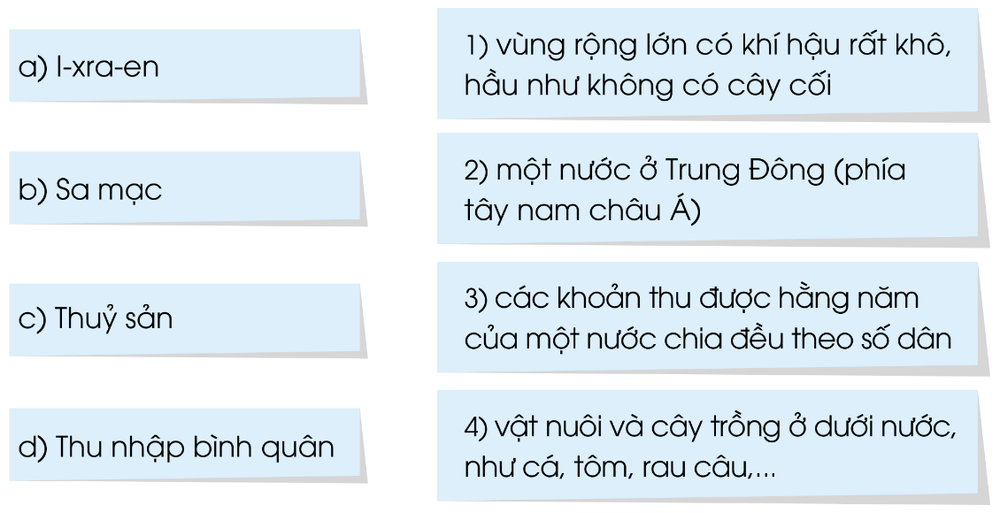 a) I-xra-en
1) vùng rộng lớn có khí hậu rất khô,
hầu như không có cây cối
b) Sa mạc
2) một nước ở Trung Đông (phía
tây nam châu Á)
c) Thuỷ sản
3) các khoản thu được hằng năm
của một nước chia đều theo số dân
d) Thu nhập bình quân
4) vật nuôi và cây trồng ở dưới nước,
như cá, tôm, rau câu,...